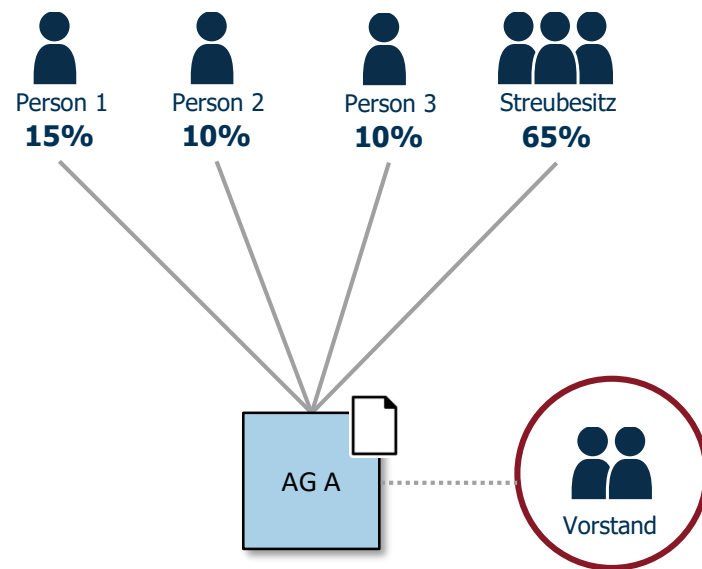 Person 1
15%
Person 2
10%
Person 3
10%
Streubesitz
65%
AG A
Vorstand